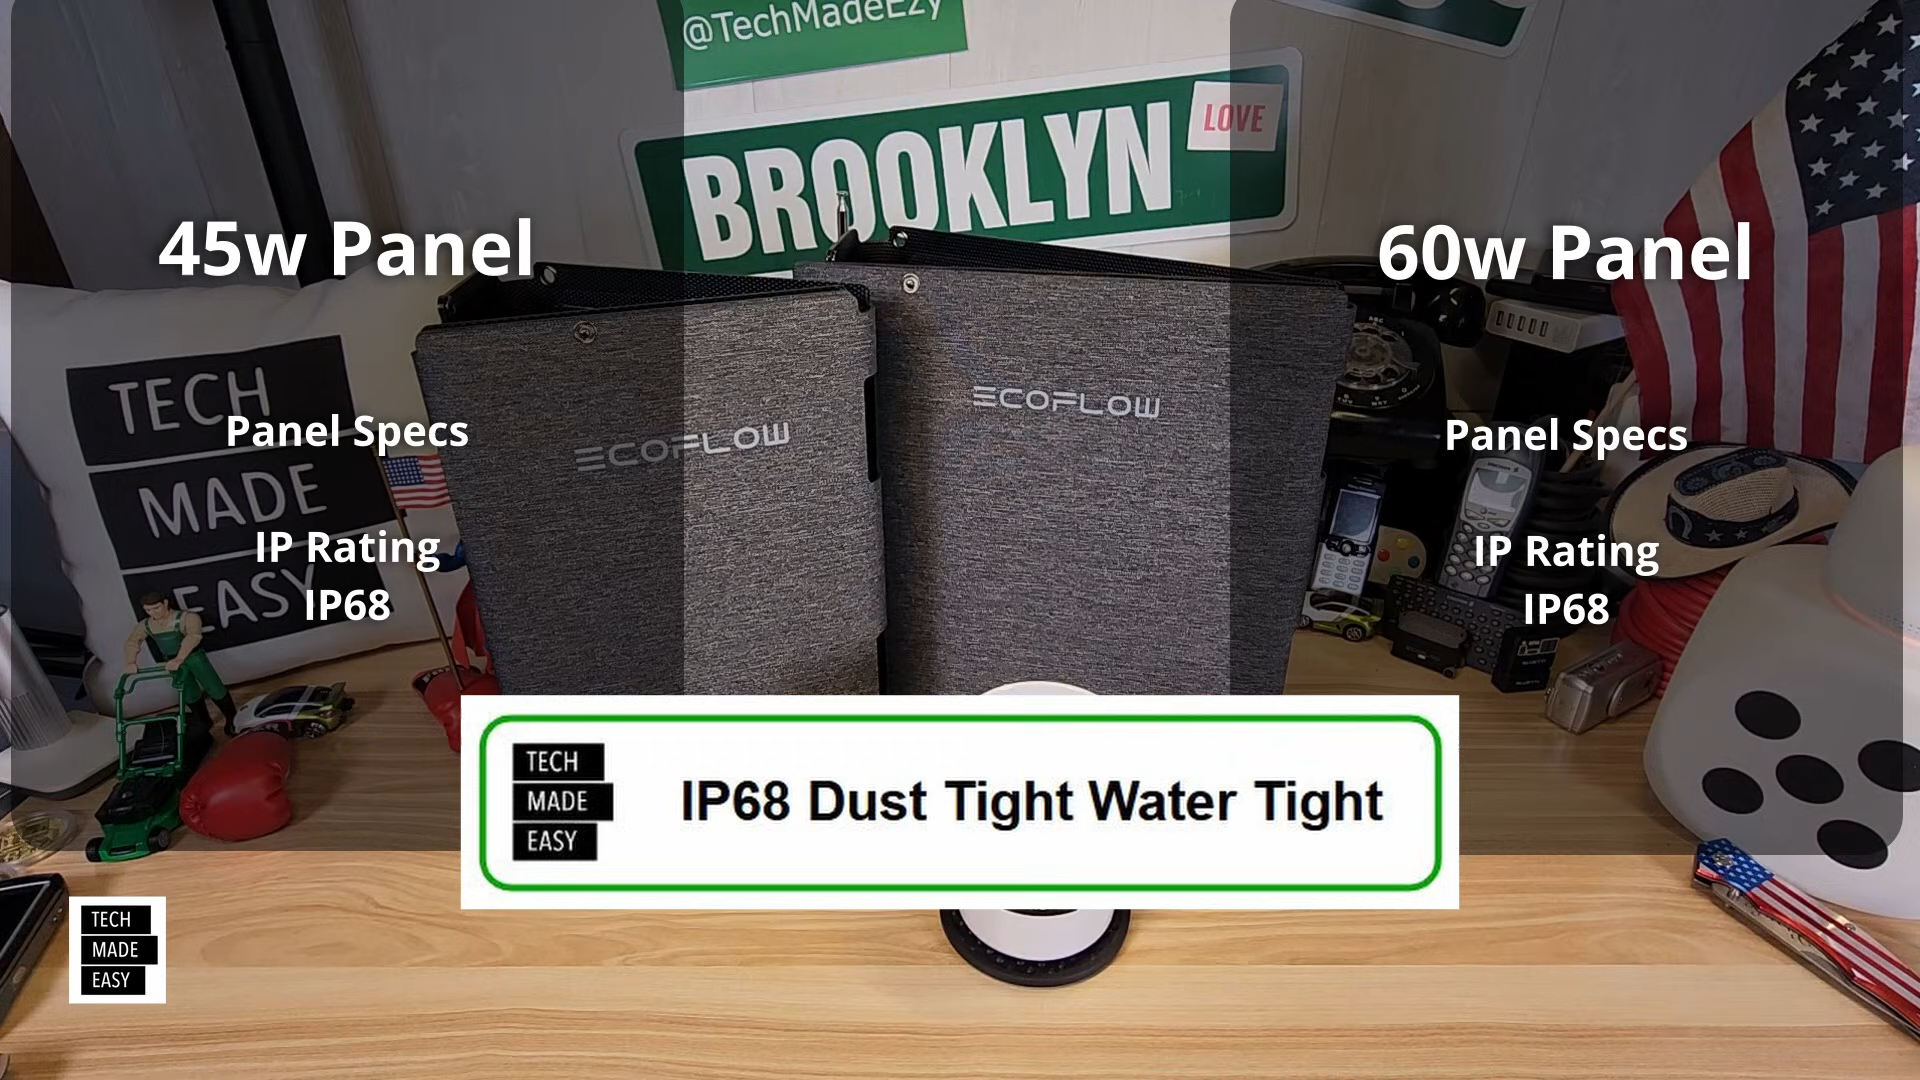 @TechMadeEzy
BROOKLYN
LOVE
45w Panel
60w Panel
TECH
MADE
EASY
ECOFLOW
ECOFLOW
Panel Specs
IP Rating
IP68
Panel Specs
IP Rating
IP68
TECH
MADE
EASY
IP68 Dust Tight Water Tight
TECH
MADE
EASY